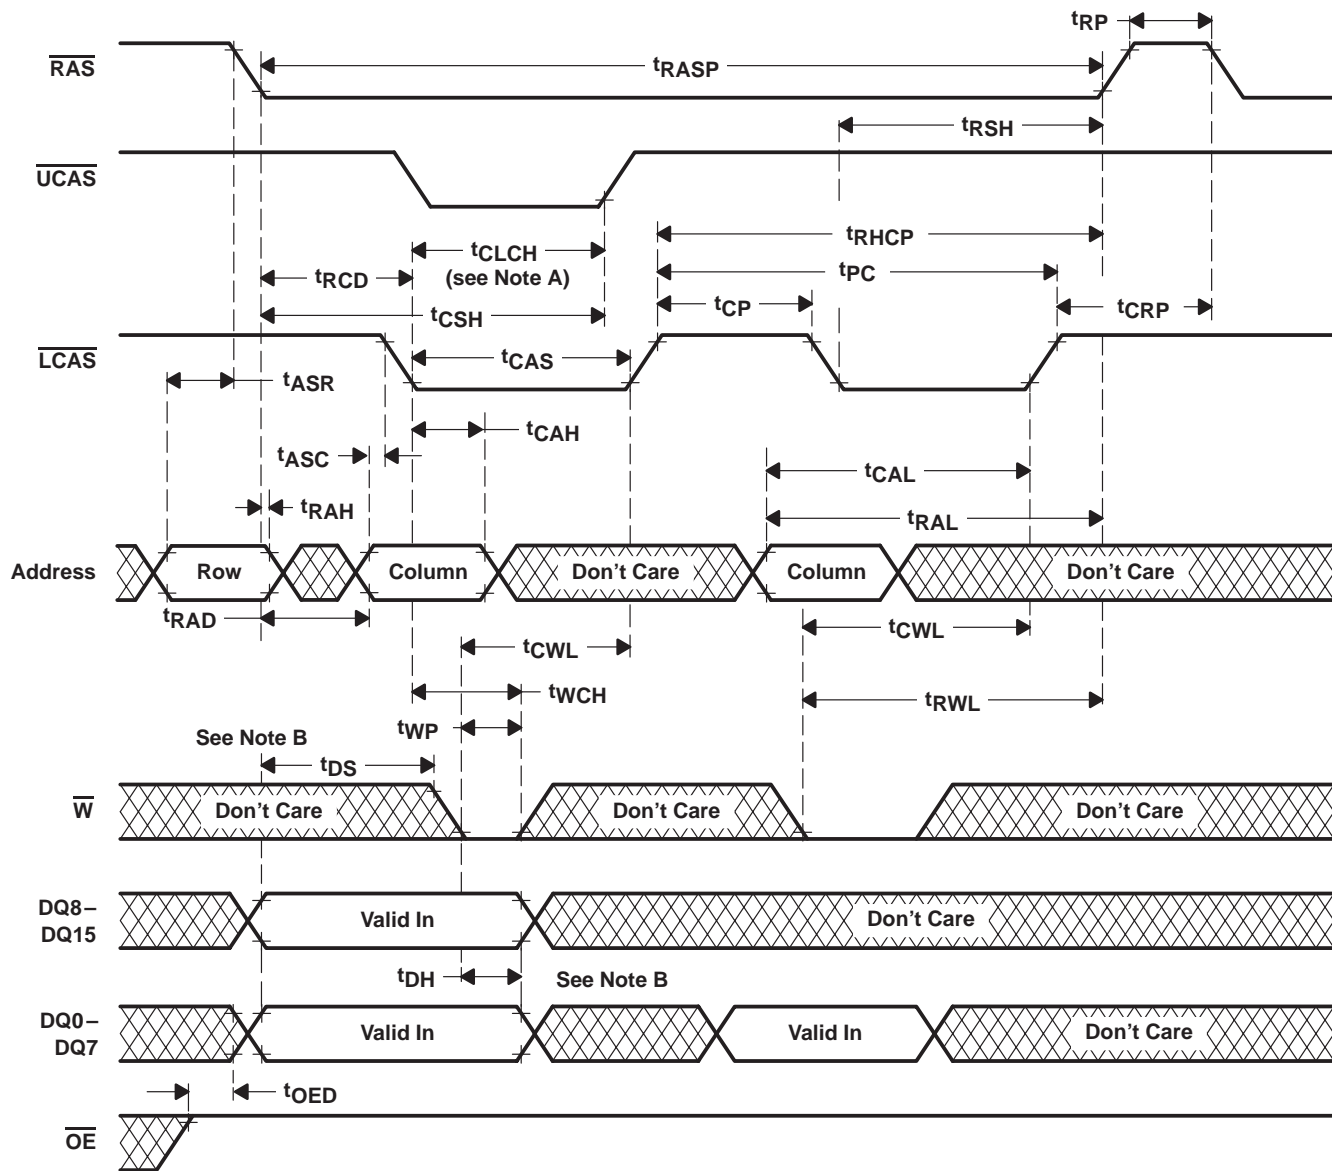 tRP
RAS
tRASP
tRSH
UCAS
tRHCP
tCLCH
(see Note A)
tRCD
tPC
tCP
tCRP
tCSH
LCAS
tCAS
tASR
tCAH
tASC
tCAL
tRAH
tRAL
Address
Row
Column
Don't Care
Column
Don't Care
tRAD
tCWL
tCWL
tWCH
tRWL
tWP
See Note B
tDS
W
Don't Care
Don't Care
Don't Care
DQ8–
DQ15
Valid In
Don't Care
tDH
See Note B
DQ0–
DQ7
Valid In
Valid In
Don't Care
tOED
OE